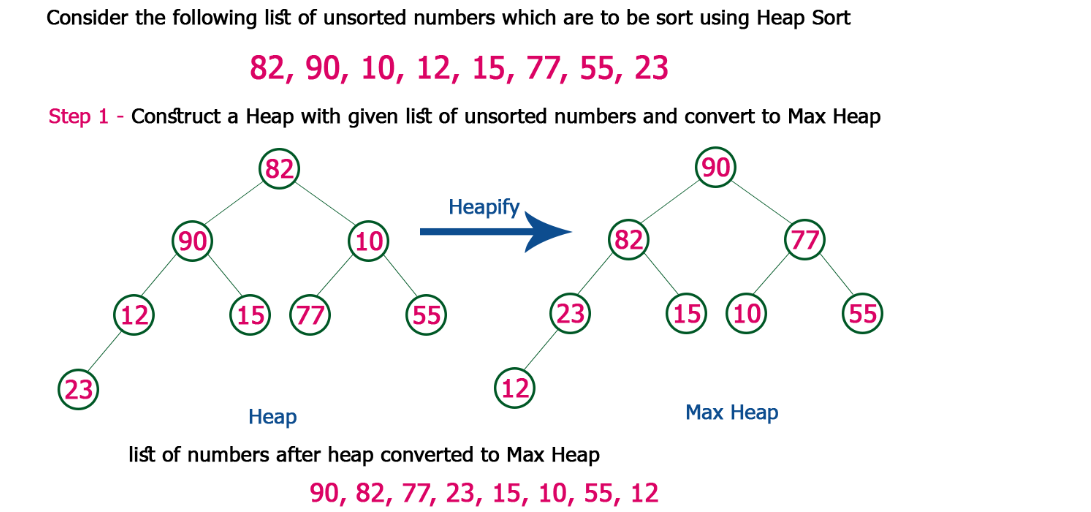 Consider the following list of unsorted numbers which are to be sort using Heap Sort
82, 90, 10, 12, 15, 77, 55, 23
Step 1 - Construct a Heap with given list of unsorted numbers and convert to Max Heap
82
90
10
12
15
77
55
23
Heap
Heapify
90
82
77
23
15
10
55
12
Max Heap
list of numbers after heap converted to Max Heap
90, 82, 77, 23, 15, 10, 55, 12